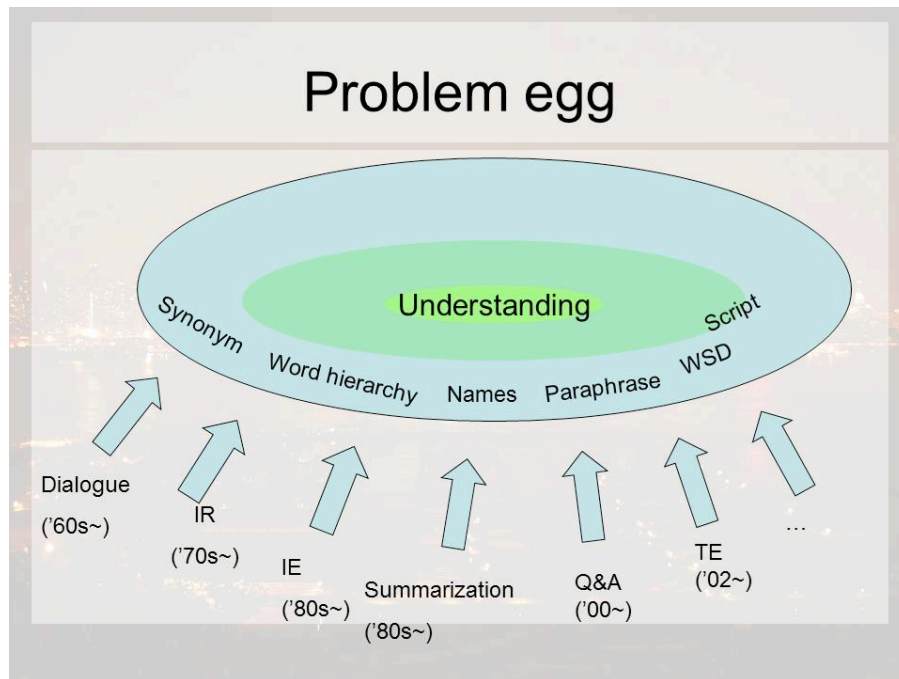 Problem egg
Understanding
Synonym
Word hierarchy
Names
Paraphrase
WSD
Script
Dialogue
('60s~)
IR
('70s~)
IE
('80s~)
Summarization
('80s~)
Q&A
('00~)
TE
('02~)
...